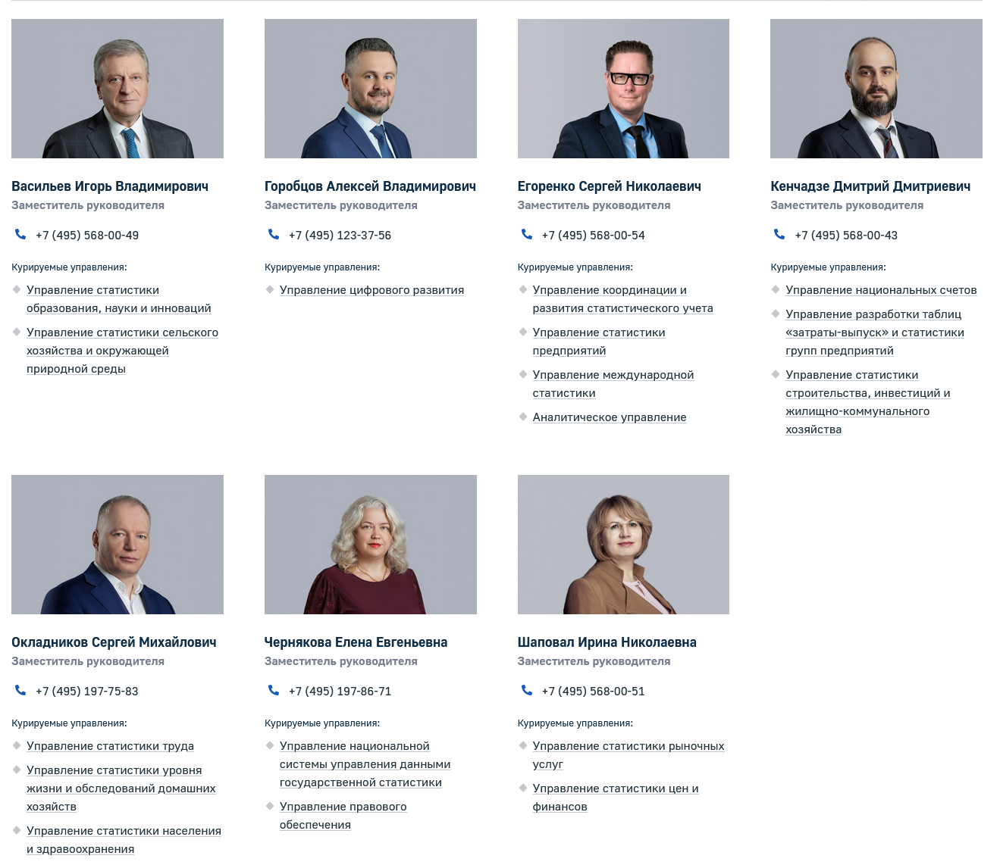 Васильев Игорь Владимирович
Заместитель руководителя
+7 (495) 568-00-49
Курируемые управления:
Управление статистики
образования, науки и инноваций
Управление статистики сельского
хозяйства и окружающей
природной среды
Горобцов Алексей Владимирович
Заместитель руководителя
+7 (495) 123-37-56
Курируемые управления:
Управление цифрового развития
Егоренко Сергей Николаевич
Заместитель руководителя
+7 (495) 568-00-54
Курируемые управления:
Управление координации и
развития статистического учета
Управление статистики
предприятий
Управление международной
статистики
Аналитическое управление
Кенчадзе Дмитрий Дмитриевич
Заместитель руководителя
+7 (495) 568-00-43
Курируемые управления:
Управление национальных счетов
Управление разработки таблиц
«затраты-выпуск» и статистики
групп предприятий
Управление статистики
строительства, инвестиций и
жилищно-коммунального
хозяйства
Окладников Сергей Михайлович
Заместитель руководителя
+7 (495) 197-75-83
Курируемые управления:
Управление статистики труда
Управление статистики уровня
жизни и обследований домашних
хозяйств
Управление статистики населения
и здравоохранения
Чернякова Елена Евгеньевна
Заместитель руководителя
+7 (495) 197-86-71
Курируемые управления:
Управление национальной
системы управления данными
государственной статистики
Управление правового
обеспечения
Шаповал Ирина Николаевна
Заместитель руководителя
+7 (495) 568-00-51
Курируемые управления:
Управление статистики рыночных
услуг
Управление статистики цен и
финансов